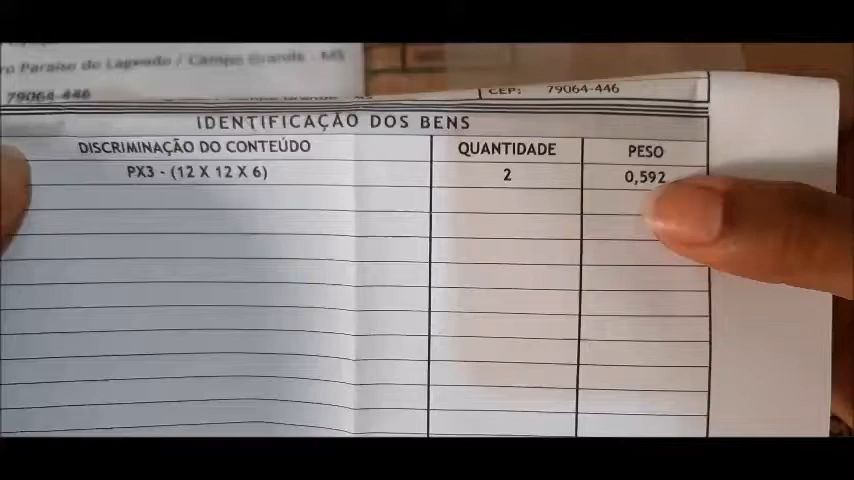 ro Paraíso do Lageado / Campo Grande - MS
79064-446
CEP: 79064-446
IDENTIFICAÇÃO DOS BENS
DISCRIMINAÇÃO DO CONTEÚDO QUANTIDADE PESO
PX3 - (12 X 12 X 6) 2 0,592